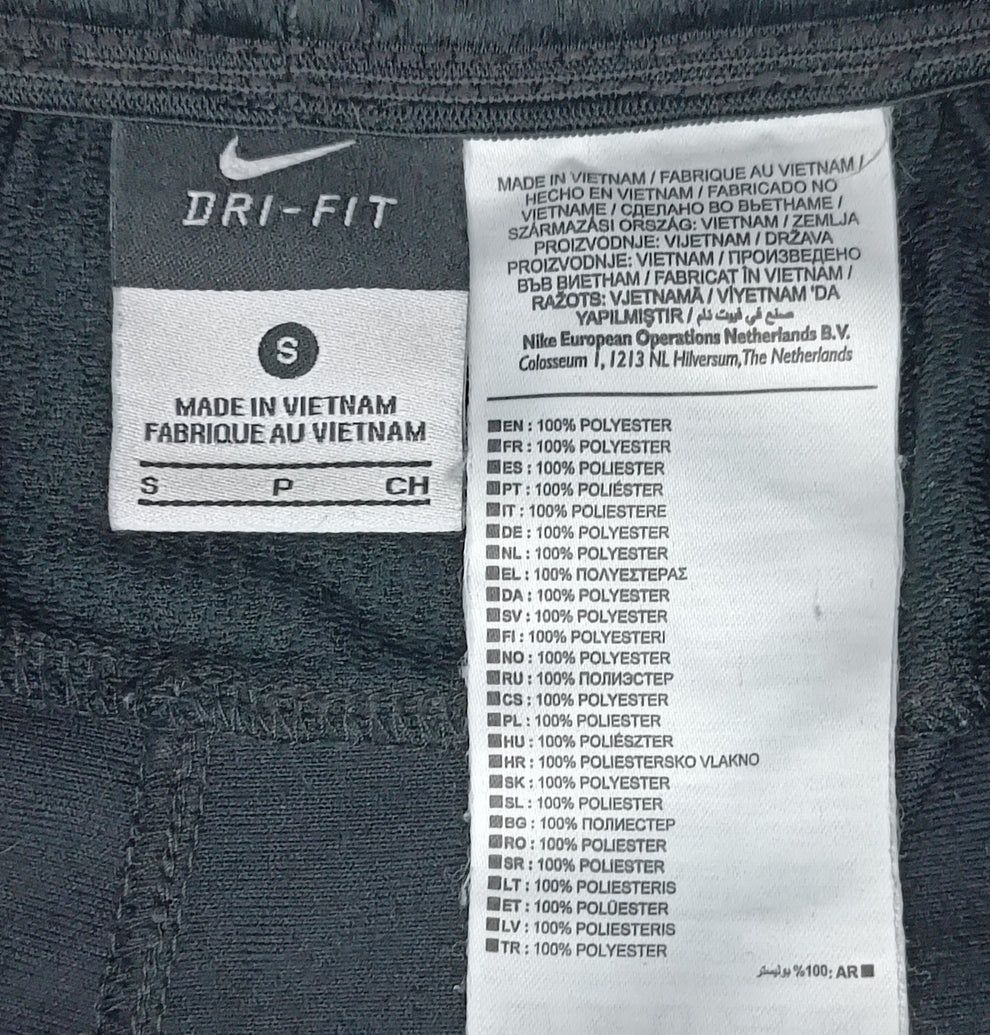 DRI-FIT
S
MADE IN VIETNAM
FABRIQUE AU VIETNAM
S P CH
MADE IN VIETNAM / FABRIQUE AU VIETNAM /
HECHO EN VIETNAM / FABRICADO NO
VIETNAME / СДЕЛАНО ВО ВЬЕТНАМЕ /
SZÁRMAZÁSI ORSZÁG: VIETNAM / ZEMLJA
PROIZVODNJE: VIJETNAM / DRŽAVA
PROIZVODNJE: VIETNAM / ПРОИЗВЕДЕНО
ВЪВ ВИЕТНАМ / FABRICAT ÎN VIETNAM /
RAŽOTS: VJETNAMĀ / VİYETNAM 'DA
YAPILMIŞTIR / صنع في فيت نام
Nike European Operations Netherlands B.V.
Colosseum 1, 1213 NL Hilversum, The Netherlands
EN : 100% POLYESTER
FR : 100% POLYESTER
ES : 100% POLIESTER
PT : 100% POLIÉSTER
IT : 100% POLIESTERE
DE : 100% POLYESTER
NL : 100% POLYESTER
EL : 100% ΠΟΛΥΕΣΤΕΡΑΣ
DA : 100% POLYESTER
SV : 100% POLYESTER
FI : 100% POLYESTERI
NO : 100% POLYESTER
RU : 100% ПОЛИЭСТЕР
CS : 100% POLYESTER
PL : 100% POLIESTER
HU : 100% POLIÉSZTER
HR : 100% POLIESTERSKO VLAKNO
SK : 100% POLYESTER
SL : 100% POLIESTER
BG : 100% ПОЛИЕСТЕР
RO : 100% POLIESTER
SR : 100% POLIESTER
LT : 100% POLIESTERIS
ET : 100% POLÜESTER
LV : 100% POLIESTERIS
TR : 100% POLYESTER
AR :100% بوليستر